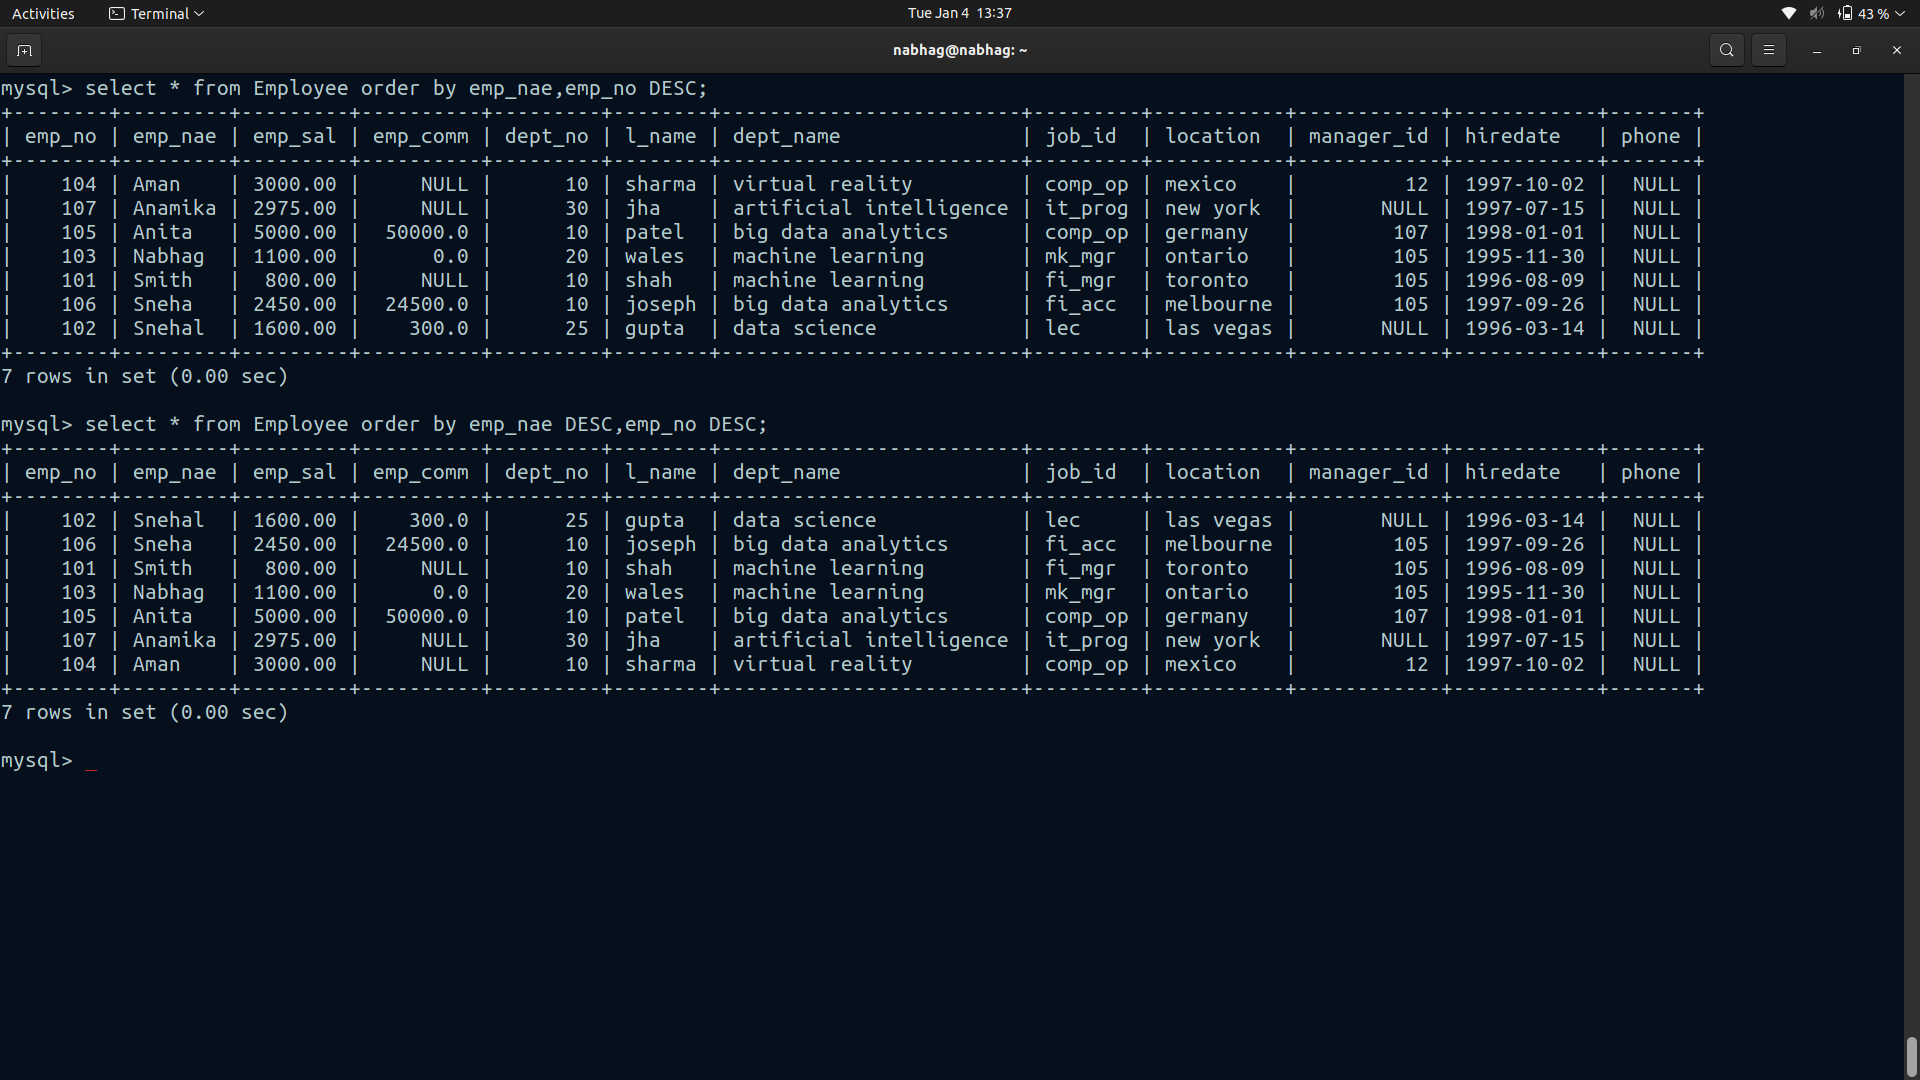 Activities Terminal Tue Jan 4 13:37 43 %
nabhag@nabhag: ~
mysql> select * from Employee order by emp_nae,emp_no DESC;
+--------+---------+---------+----------+---------+--------+-------------------------+---------+-----------+------------+------------+-------+
| emp_no | emp_nae | emp_sal | emp_comm | dept_no | l_name | dept_name               | job_id  | location  | manager_id | hiredate   | phone |
+--------+---------+---------+----------+---------+--------+-------------------------+---------+-----------+------------+------------+-------+
|    104 | Aman    | 3000.00 |     NULL |      10 | sharma | virtual reality         | comp_op | mexico    |         12 | 1997-10-02 |  NULL |
|    107 | Anamika | 2975.00 |     NULL |      30 | jha    | artificial intelligence | it_prog | new york  |       NULL | 1997-07-15 |  NULL |
|    105 | Anita   | 5000.00 |  50000.0 |      10 | patel  | big data analytics      | comp_op | germany   |        107 | 1998-01-01 |  NULL |
|    103 | Nabhag  | 1100.00 |      0.0 |      20 | wales  | machine learning        | mk_mgr  | ontario   |        105 | 1995-11-30 |  NULL |
|    101 | Smith   |  800.00 |     NULL |      10 | shah   | machine learning        | fi_mgr  | toronto   |        105 | 1996-08-09 |  NULL |
|    106 | Sneha   | 2450.00 |  24500.0 |      10 | joseph | big data analytics      | fi_acc  | melbourne |        105 | 1997-09-26 |  NULL |
|    102 | Snehal  | 1600.00 |    300.0 |      25 | gupta  | data science            | lec     | las vegas |       NULL | 1996-03-14 |  NULL |
+--------+---------+---------+----------+---------+--------+-------------------------+---------+-----------+------------+------------+-------+
7 rows in set (0.00 sec)
mysql> select * from Employee order by emp_nae DESC,emp_no DESC;
+--------+---------+---------+----------+---------+--------+-------------------------+---------+-----------+------------+------------+-------+
| emp_no | emp_nae | emp_sal | emp_comm | dept_no | l_name | dept_name               | job_id  | location  | manager_id | hiredate   | phone |
+--------+---------+---------+----------+---------+--------+-------------------------+---------+-----------+------------+------------+-------+
|    102 | Snehal  | 1600.00 |    300.0 |      25 | gupta  | data science            | lec     | las vegas |       NULL | 1996-03-14 |  NULL |
|    106 | Sneha   | 2450.00 |  24500.0 |      10 | joseph | big data analytics      | fi_acc  | melbourne |        105 | 1997-09-26 |  NULL |
|    101 | Smith   |  800.00 |     NULL |      10 | shah   | machine learning        | fi_mgr  | toronto   |        105 | 1996-08-09 |  NULL |
|    103 | Nabhag  | 1100.00 |      0.0 |      20 | wales  | machine learning        | mk_mgr  | ontario   |        105 | 1995-11-30 |  NULL |
|    105 | Anita   | 5000.00 |  50000.0 |      10 | patel  | big data analytics      | comp_op | germany   |        107 | 1998-01-01 |  NULL |
|    107 | Anamika | 2975.00 |     NULL |      30 | jha    | artificial intelligence | it_prog | new york  |       NULL | 1997-07-15 |  NULL |
|    104 | Aman    | 3000.00 |     NULL |      10 | sharma | virtual reality         | comp_op | mexico    |         12 | 1997-10-02 |  NULL |
+--------+---------+---------+----------+---------+--------+-------------------------+---------+-----------+------------+------------+-------+
7 rows in set (0.00 sec)
mysql> _